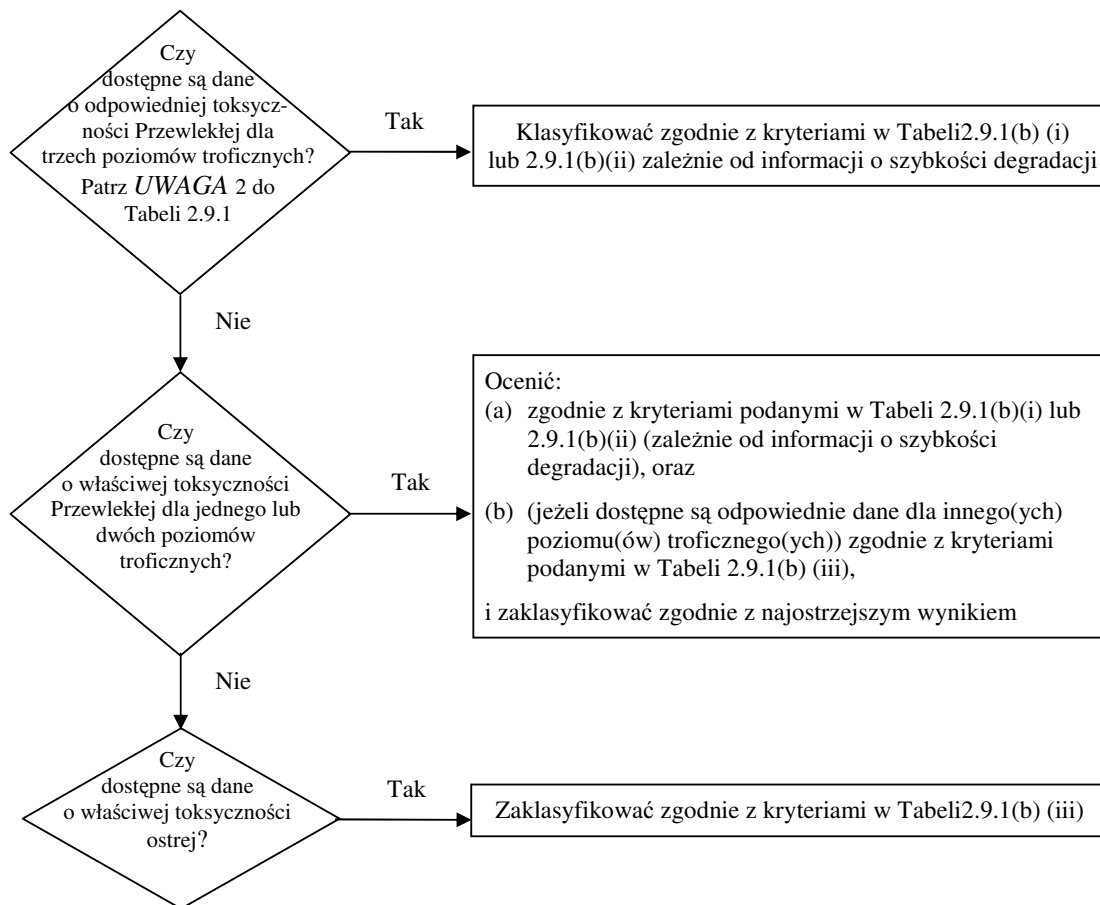 Czy
dostępne są dane
o odpowiedniej toksycz-
ności Przewlekłej dla
trzech poziomów troficznych?
Patrz UWAGA 2 do
Tabeli 2.9.1
Tak
Klasyfikować zgodnie z kryteriami w Tabeli2.9.1(b) (i)
lub 2.9.1(b)(ii) zależnie od informacji o szybkości degradacji
Nie
Czy
dostępne są dane
o właściwej toksyczności
Przewlekłej dla jednego lub
dwóch poziomów
troficznych?
Tak
Ocenić:
(a) zgodnie z kryteriami podanymi w Tabeli 2.9.1(b)(i) lub
2.9.1(b)(ii) (zależnie od informacji o szybkości
degradacji), oraz
(b) (jeżeli dostępne są odpowiednie dane dla innego(ych)
poziomu(ów) troficznego(ych)) zgodnie z kryteriami
podanymi w Tabeli 2.9.1(b) (iii),
i zaklasyfikować zgodnie z najostrzejszym wynikiem
Nie
Czy
dostępne są dane
o właściwej toksyczności
ostrej?
Tak
Zaklasyfikować zgodnie z kryteriami w Tabeli2.9.1(b) (iii)